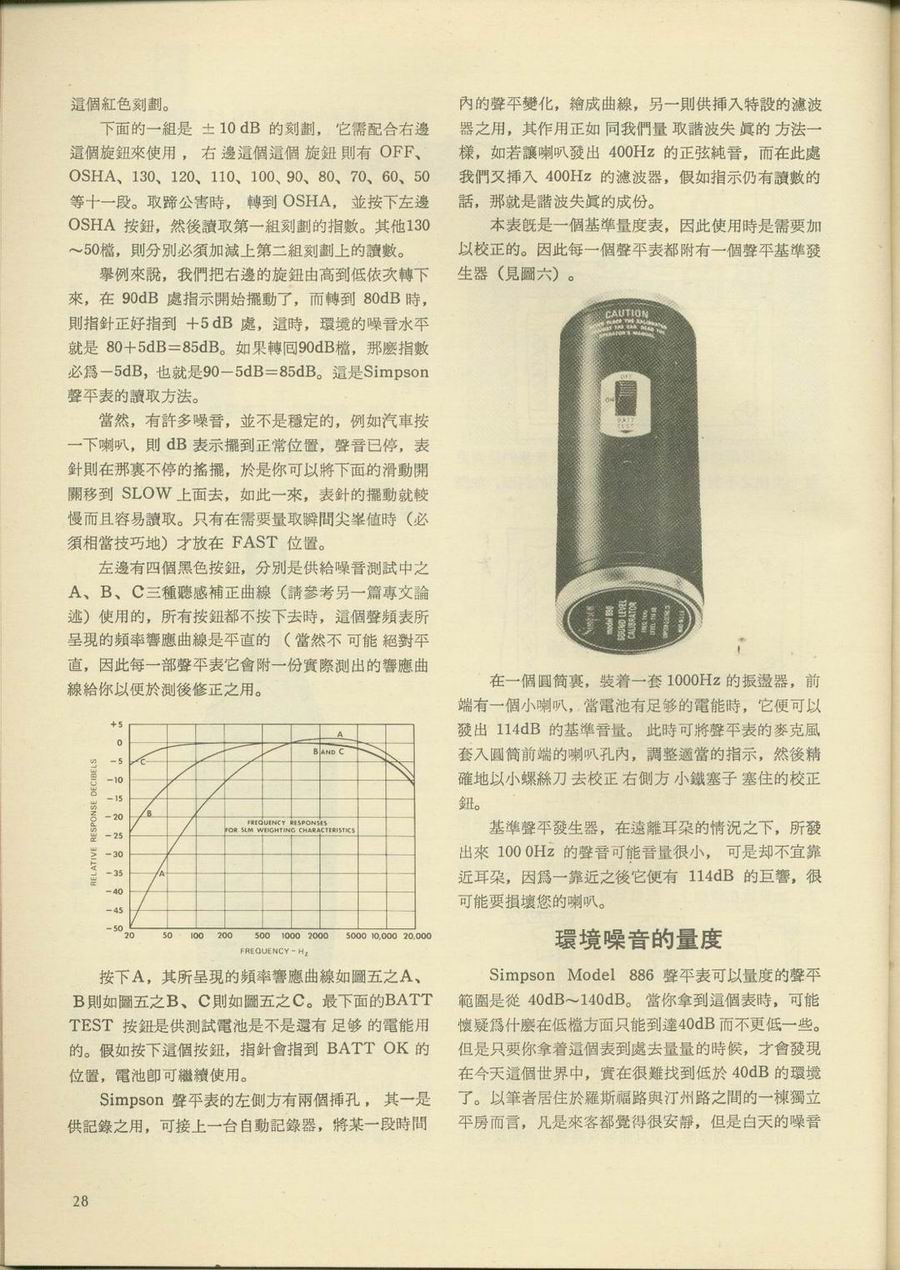 這個紅色刻劃。
下面的一組是 ±10 dB 的刻劃， 它需配合右邊
這個旋鈕來使用， 右 邊這個這個 旋鈕 則有 OFF、
OSHA、130、120、110、100、90、80、70、60、50
等十一段。取蹄公害時， 轉到 OSHA， 並按下左邊
OSHA 按鈕，然後讀取第一組刻劃的指數。其他130
～50檔，則分別必須加減上第二組刻劃上的讀數。
舉例來說，我們把右邊的旋鈕由高到低依次轉下
來，在 90dB 處指示開始擺動了，而轉到 80dB 時，
則指針正好指到 ＋5 dB 處，這時，環境的噪音水平
就是 80＋5dB＝85dB。如果轉囘90dB檔，那麽指數
必爲－5dB，也就是90－5dB＝85dB。這是Simpson
聲平表的讀取方法。
當然，有許多噪音，並不是穩定的，例如汽車按
一下喇叭，則 dB 表示擺到正常位置，聲音已停，表
針則在那裏不停的搖擺，於是你可以將下面的滑動開
關移到 SLOW 上面去，如此一來，表針的擺動就較
慢而且容易讀取。只有在需要量取瞬間尖峯值時（必
須相當技巧地）才放在 FAST 位置。
左邊有四個黑色按鈕，分別是供給噪音測試中之
A、B、C三種聽感補正曲線（請參考另一篇專文論
述）使用的，所有按鈕都不按下去時，這個聲頻表所
呈現的頻率響應曲線是平直的 （當然不 可能 絕對平
直，因此每一部聲平表它會附一份實際測出的響應曲
線給你以便於測後修正之用。
RELATIVE RESPONSE DECIBELS
+5
0
-5
-10
-15
-20
-25
-30
-35
-40
-45
-50
A
B AND C
C
B
A
FREQUENCY RESPONSES
FOR SLM WEIGHTING CHARACTERISTICS
20 50 100 200 500 1000 2000 5000 10,000 20,000
FREQUENCY - Hz
按下A，其所呈現的頻率響應曲線如圖五之A、
B則如圖五之B、C則如圖五之C。最下面的BATT
TEST 按鈕是供測試電池是不是還有 足够 的電能用
的。假如按下這個按鈕，指針會指到 BATT OK 的
位置，電池卽可繼續使用。
Simpson 聲平表的左側方有兩個揷孔， 其一是
供記錄之用，可接上一台自動記錄器，將某一段時間
內的聲平變化，繪成曲線，另一則供揷入特設的濾波
器之用，其作用正如 同我們量 取諧波失 眞的 方法一
樣，如若讓喇叭發出 400Hz 的正弦純音，而在此處
我們又揷入 400Hz 的濾波器，假如指示仍有讀數的
話，那就是諧波失眞的成份。
本表旣是一個基準量度表，因此使用時是需要加
以校正的。因此每一個聲平表都附有一個聲平基準發
生器（見圖六）。
CAUTION
OPERATOR'S MANUAL
OFF
ON
BATT
TEST
model 890
SOUND LEVEL
CALIBRATOR
在一個圓筒裏，裝着一套 1000Hz 的振盪器，前
端有一個小喇叭，當電池有足够的電能時，它便可以
發出 114dB 的基準音量。 此時可將聲平表的麥克風
套入圓筒前端的喇叭孔內，調整適當的指示，然後精
確地以小螺絲刀 去校正 右側方 小鐵塞子 塞住的校正
鈕。
基準聲平發生器，在遠離耳朶的情況之下，所發
出來 100 0Hz 的聲音可能音量很小， 可是却不宜靠
近耳朶，因爲一靠近之後它便有 114dB 的巨響，很
可能要損壞您的喇叭。
環境噪音的量度
Simpson Model 886 聲平表可以量度的聲平
範圍是從 40dB～140dB。 當你拿到這個表時，可能
懷疑爲什麽在低檔方面只能到達40dB 而不更低一些。
但是只要你拿着這個表到處去量量的時候，才會發現
在今天這個世界中，實在很難找到低於 40dB 的環境
了。以筆者居住於羅斯福路與汀州路之間的一棟獨立
平房而言，凡是來客都覺得很安靜，但是白天的噪音
28